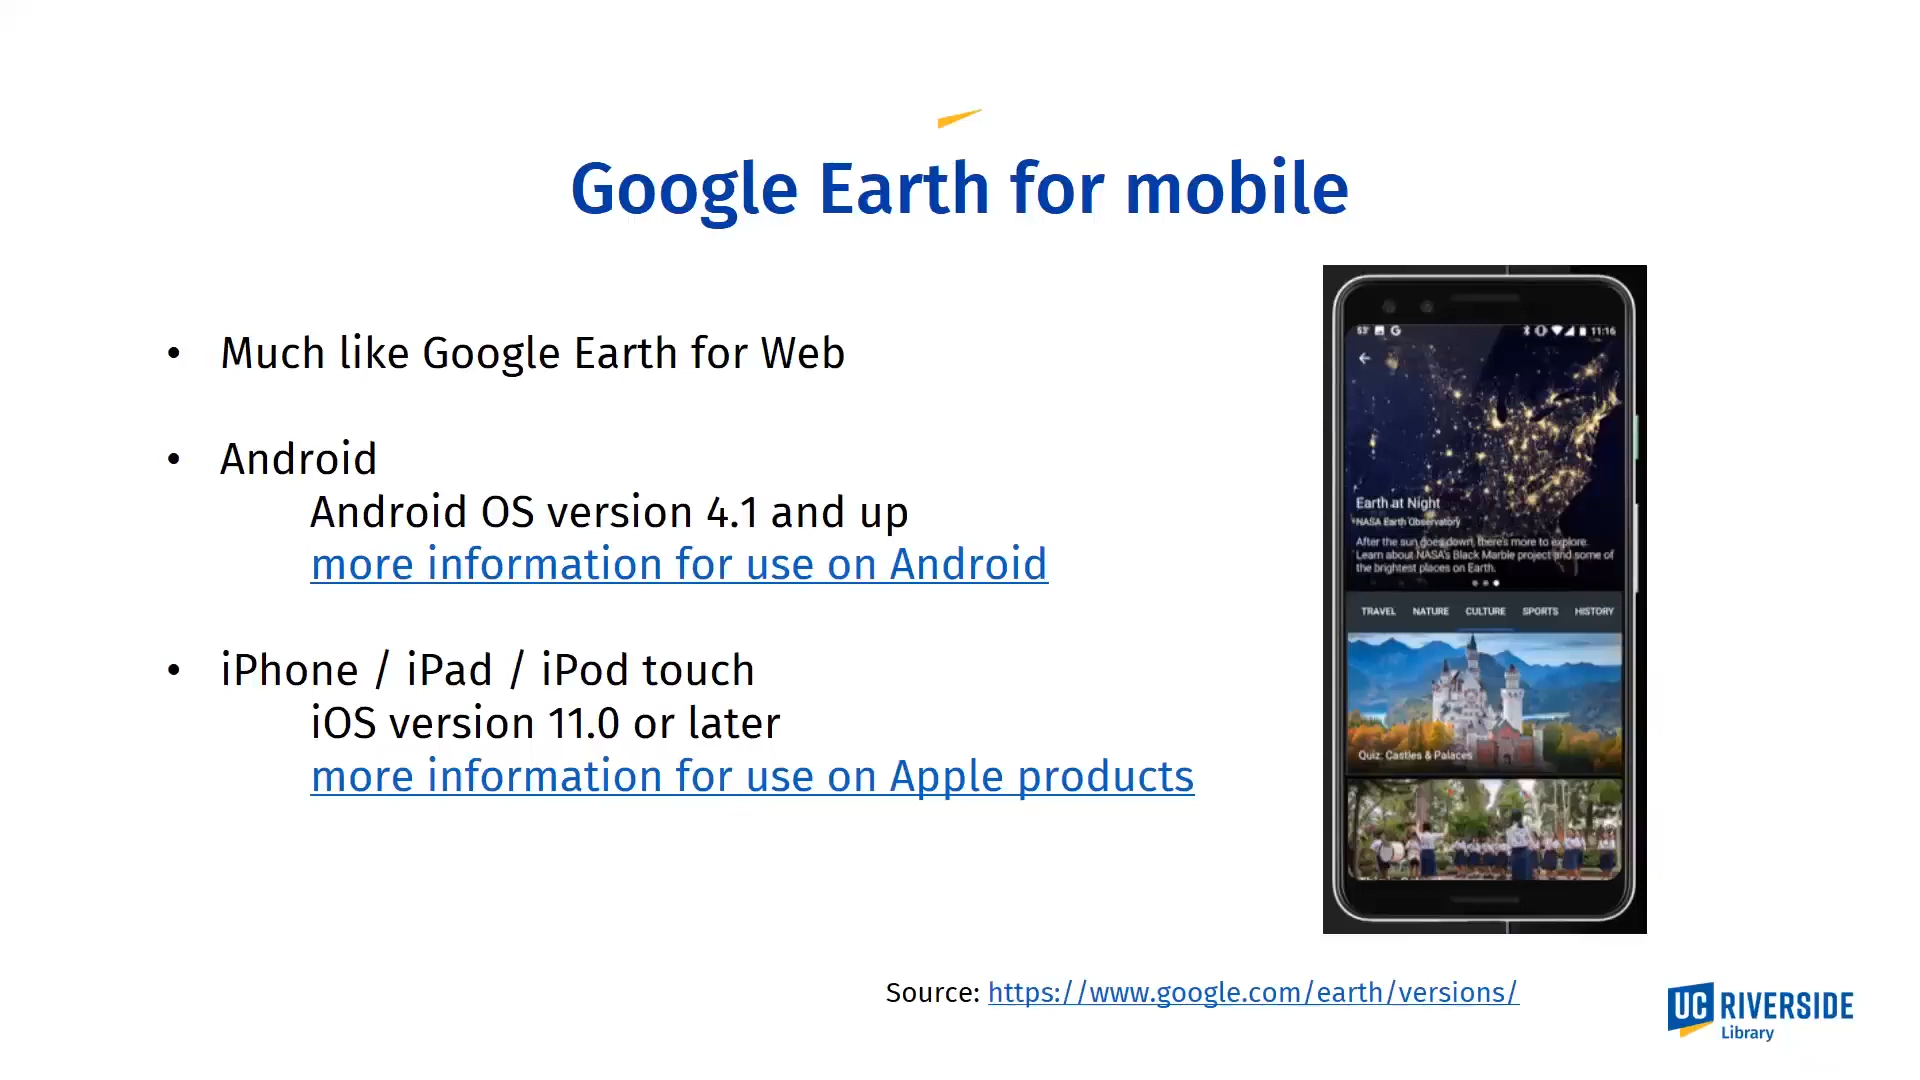 Google Earth for mobile
• Much like Google Earth for Web
• Android
Android OS version 4.1 and up
more information for use on Android
• iPhone / iPad / iPod touch
iOS version 11.0 or later
more information for use on Apple products
53°
11:16
Earth at Night
NASA Earth Observatory
After the sun goes down, there's more to explore.
Learn about NASA's Black Marble project and some of
the brightest places on Earth.
TRAVEL NATURE CULTURE SPORTS HISTORY
Quiz: Castles & Palaces
Source: https://www.google.com/earth/versions/
UC RIVERSIDE
Library